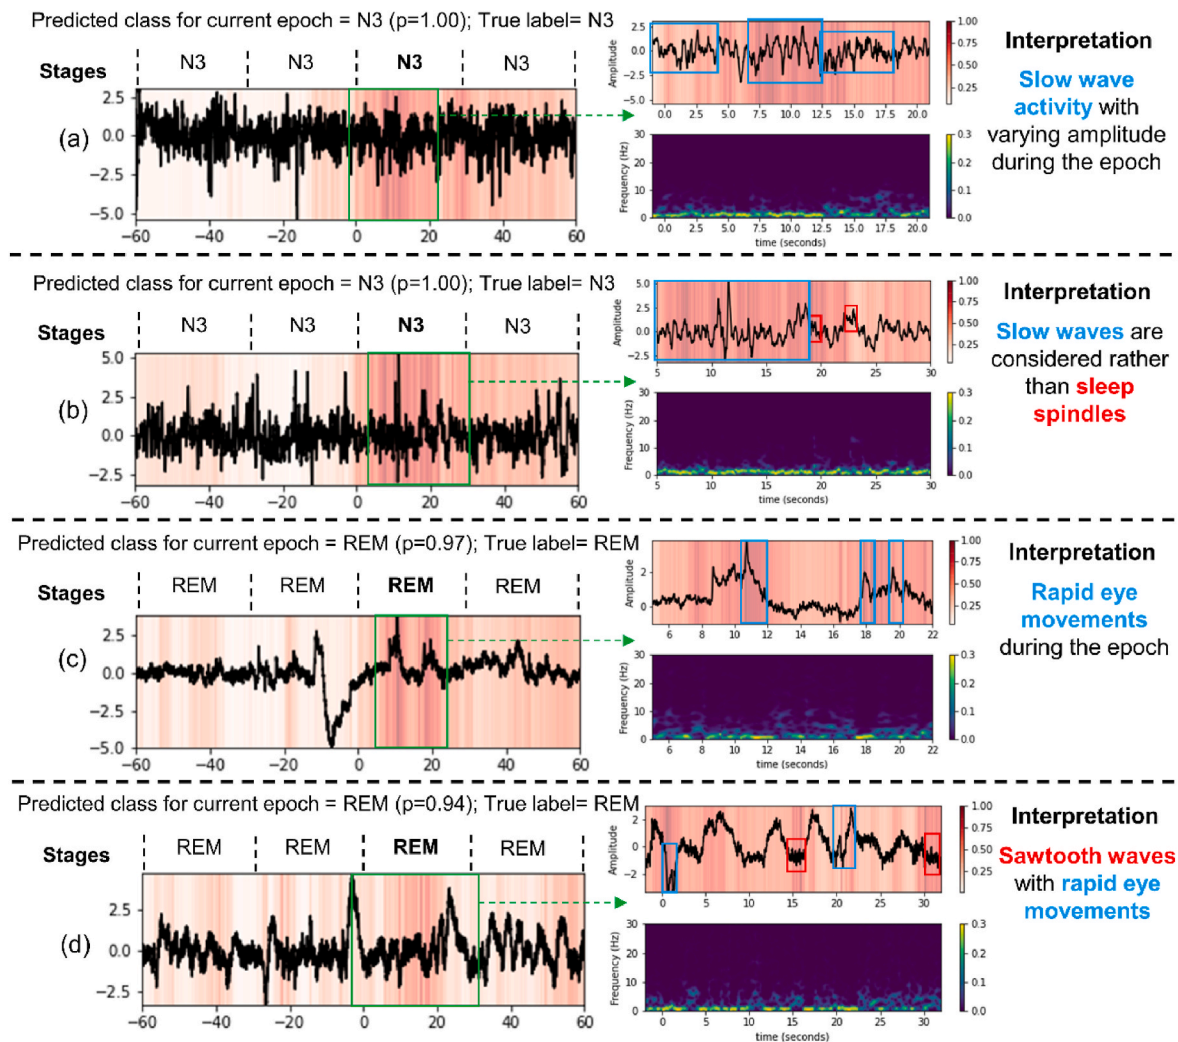 Predicted class for current epoch = N3 (p=1.00); True label= N3
Stages
N3 N3 N3 N3
(a)
2.5
0.0
−2.5
−5.0
−60 −40 −20 0 20 40 60
Amplitude
2.5
0.0
−2.5
−5.0
0.0 2.5 5.0 7.5 10.0 12.5 15.0 17.5 20.0
1.00
0.75
0.50
0.25
Frequency (Hz)
30
20
10
0
0.0 2.5 5.0 7.5 10.0 12.5 15.0 17.5 20.0
time (seconds)
0.3
0.2
0.1
0.0
Interpretation
Slow wave
activity with
varying amplitude
during the epoch
Predicted class for current epoch = N3 (p=1.00); True label= N3
Stages
N3 N3 N3 N3
(b)
5.0
2.5
0.0
−2.5
−60 −40 −20 0 20 40 60
Amplitude
5.0
2.5
0.0
−2.5
5 10 15 20 25 30
1.00
0.75
0.50
0.25
Frequency (Hz)
30
20
10
0
5 10 15 20 25 30
time (seconds)
0.3
0.2
0.1
0.0
Interpretation
Slow waves are
considered rather
than sleep
spindles
Predicted class for current epoch = REM (p=0.97); True label= REM
Stages
REM REM REM REM
(c)
2.5
0.0
−2.5
−5.0
−60 −40 −20 0 20 40 60
Amplitude
2
0
6 8 10 12 14 16 18 20 22
1.00
0.75
0.50
0.25
Frequency (Hz)
30
20
10
0
6 8 10 12 14 16 18 20 22
time (seconds)
0.3
0.2
0.1
0.0
Interpretation
Rapid eye
movements
during the epoch
Predicted class for current epoch = REM (p=0.94); True label= REM
Stages
REM REM REM REM
(d)
2.5
0.0
−2.5
−60 −40 −20 0 20 40 60
Amplitude
2
0
−2
0 5 10 15 20 25 30
1.00
0.75
0.50
0.25
Frequency (Hz)
30
20
10
0
0 5 10 15 20 25 30
time (seconds)
0.3
0.2
0.1
0.0
Interpretation
Sawtooth waves
with rapid eye
movements